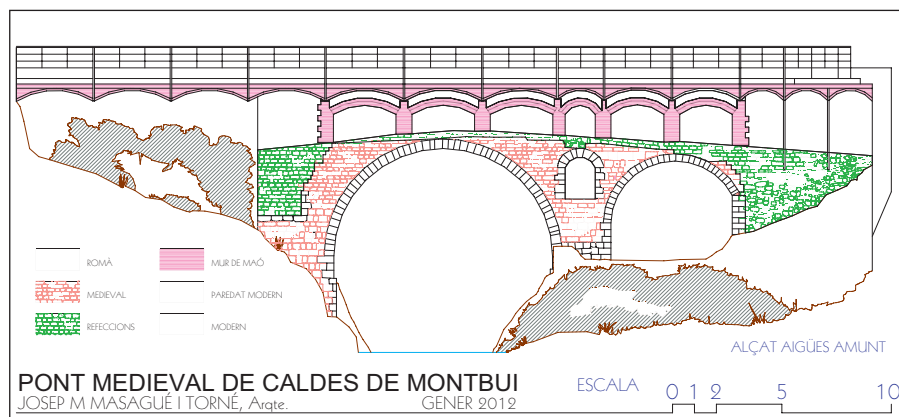 ROMÀ
MUR DE MAÓ
MEDIEVAL
PAREDAT MODERN
REFECCIONS
MODERN
ALÇAT AIGÜES AMUNT
PONT MEDIEVAL DE CALDES DE MONTBUI
ESCALA
0 1 2 5 10
JOSEP M MASAGUÉ I TORNÉ, Arqte.
GENER 2012